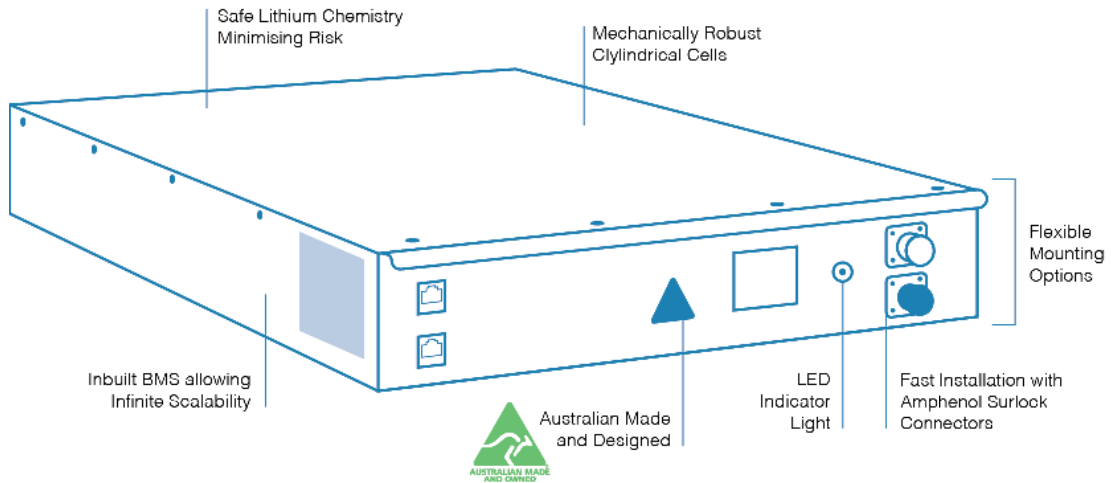 Safe Lithium Chemistry
Minimising Risk
Mechanically Robust
Clylindrical Cells
Flexible
Mounting
Options
Inbuilt BMS allowing
Infinite Scalability
Australian Made
and Designed
LED
Indicator
Light
Fast Installation with
Amphenol Surlock
Connectors
AUSTRALIAN MADE
AND OWNED